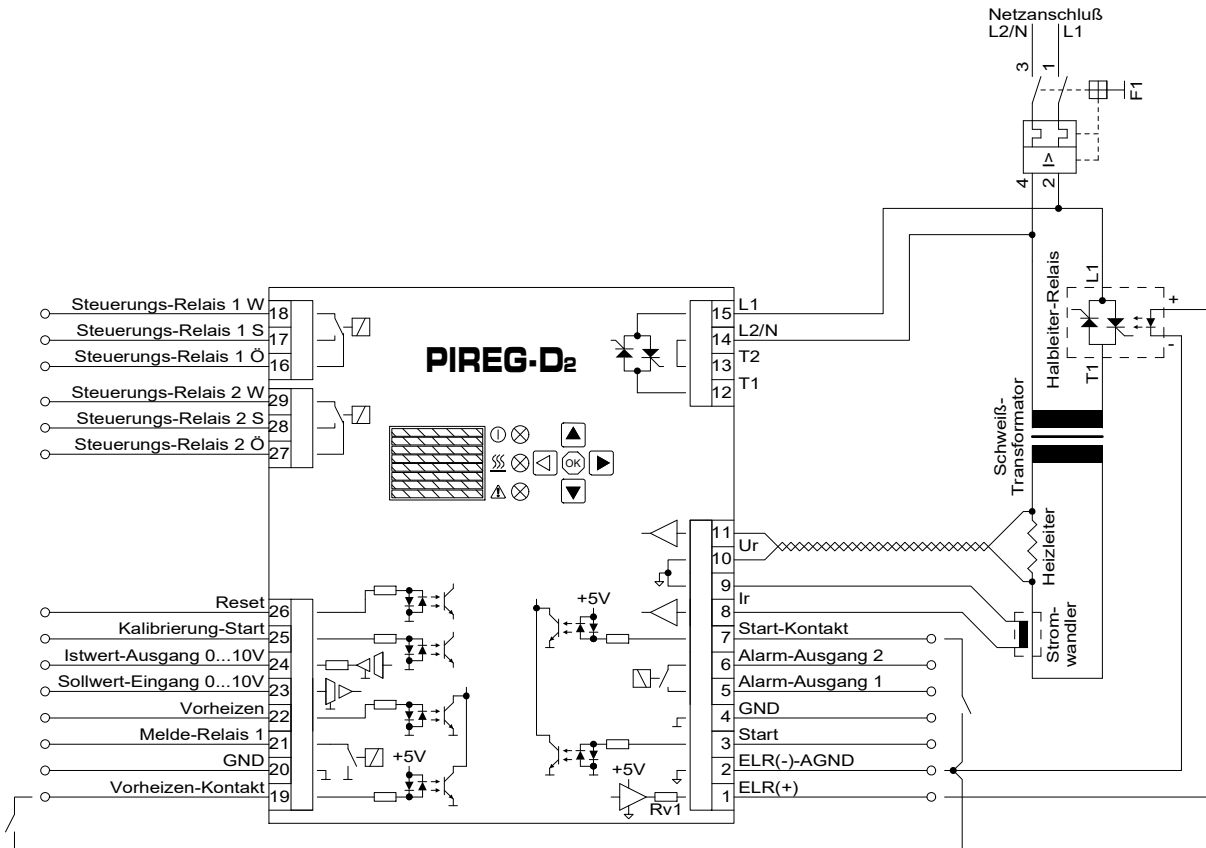 Netzanschluß
L2/N L1
3 1
F1
I>
4 2
Halbleiter-Relais
L1
+
-
T1
Steuerungs-Relais 1 W 18
Steuerungs-Relais 1 S 17
Steuerungs-Relais 1 Ö 16
Steuerungs-Relais 2 W 29
Steuerungs-Relais 2 S 28
Steuerungs-Relais 2 Ö 27
PIREG-D2
OK
15 L1
14 L2/N
13 T2
12 T1
Schweiß-
Transformator
11
Ur
10
9
Ir
8
Heizleiter
Strom-
wandler
Reset 26
Kalibrierung-Start 25
Istwert-Ausgang 0...10V 24
Sollwert-Eingang 0...10V 23
Vorheizen 22
Melde-Relais 1 21
GND 20
Vorheizen-Kontakt 19
+5V
+5V
+5V
Rv1
7 Start-Kontakt
6 Alarm-Ausgang 2
5 Alarm-Ausgang 1
4 GND
3 Start
2 ELR(-)-AGND
1 ELR(+)